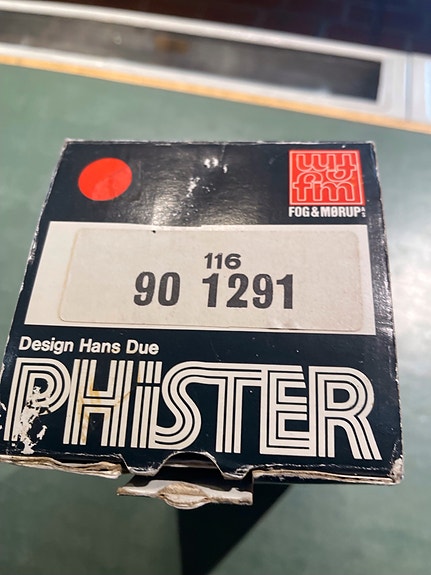 FOG & MØRUP A/S
116
90 1291
Design Hans Due
PHiSTER